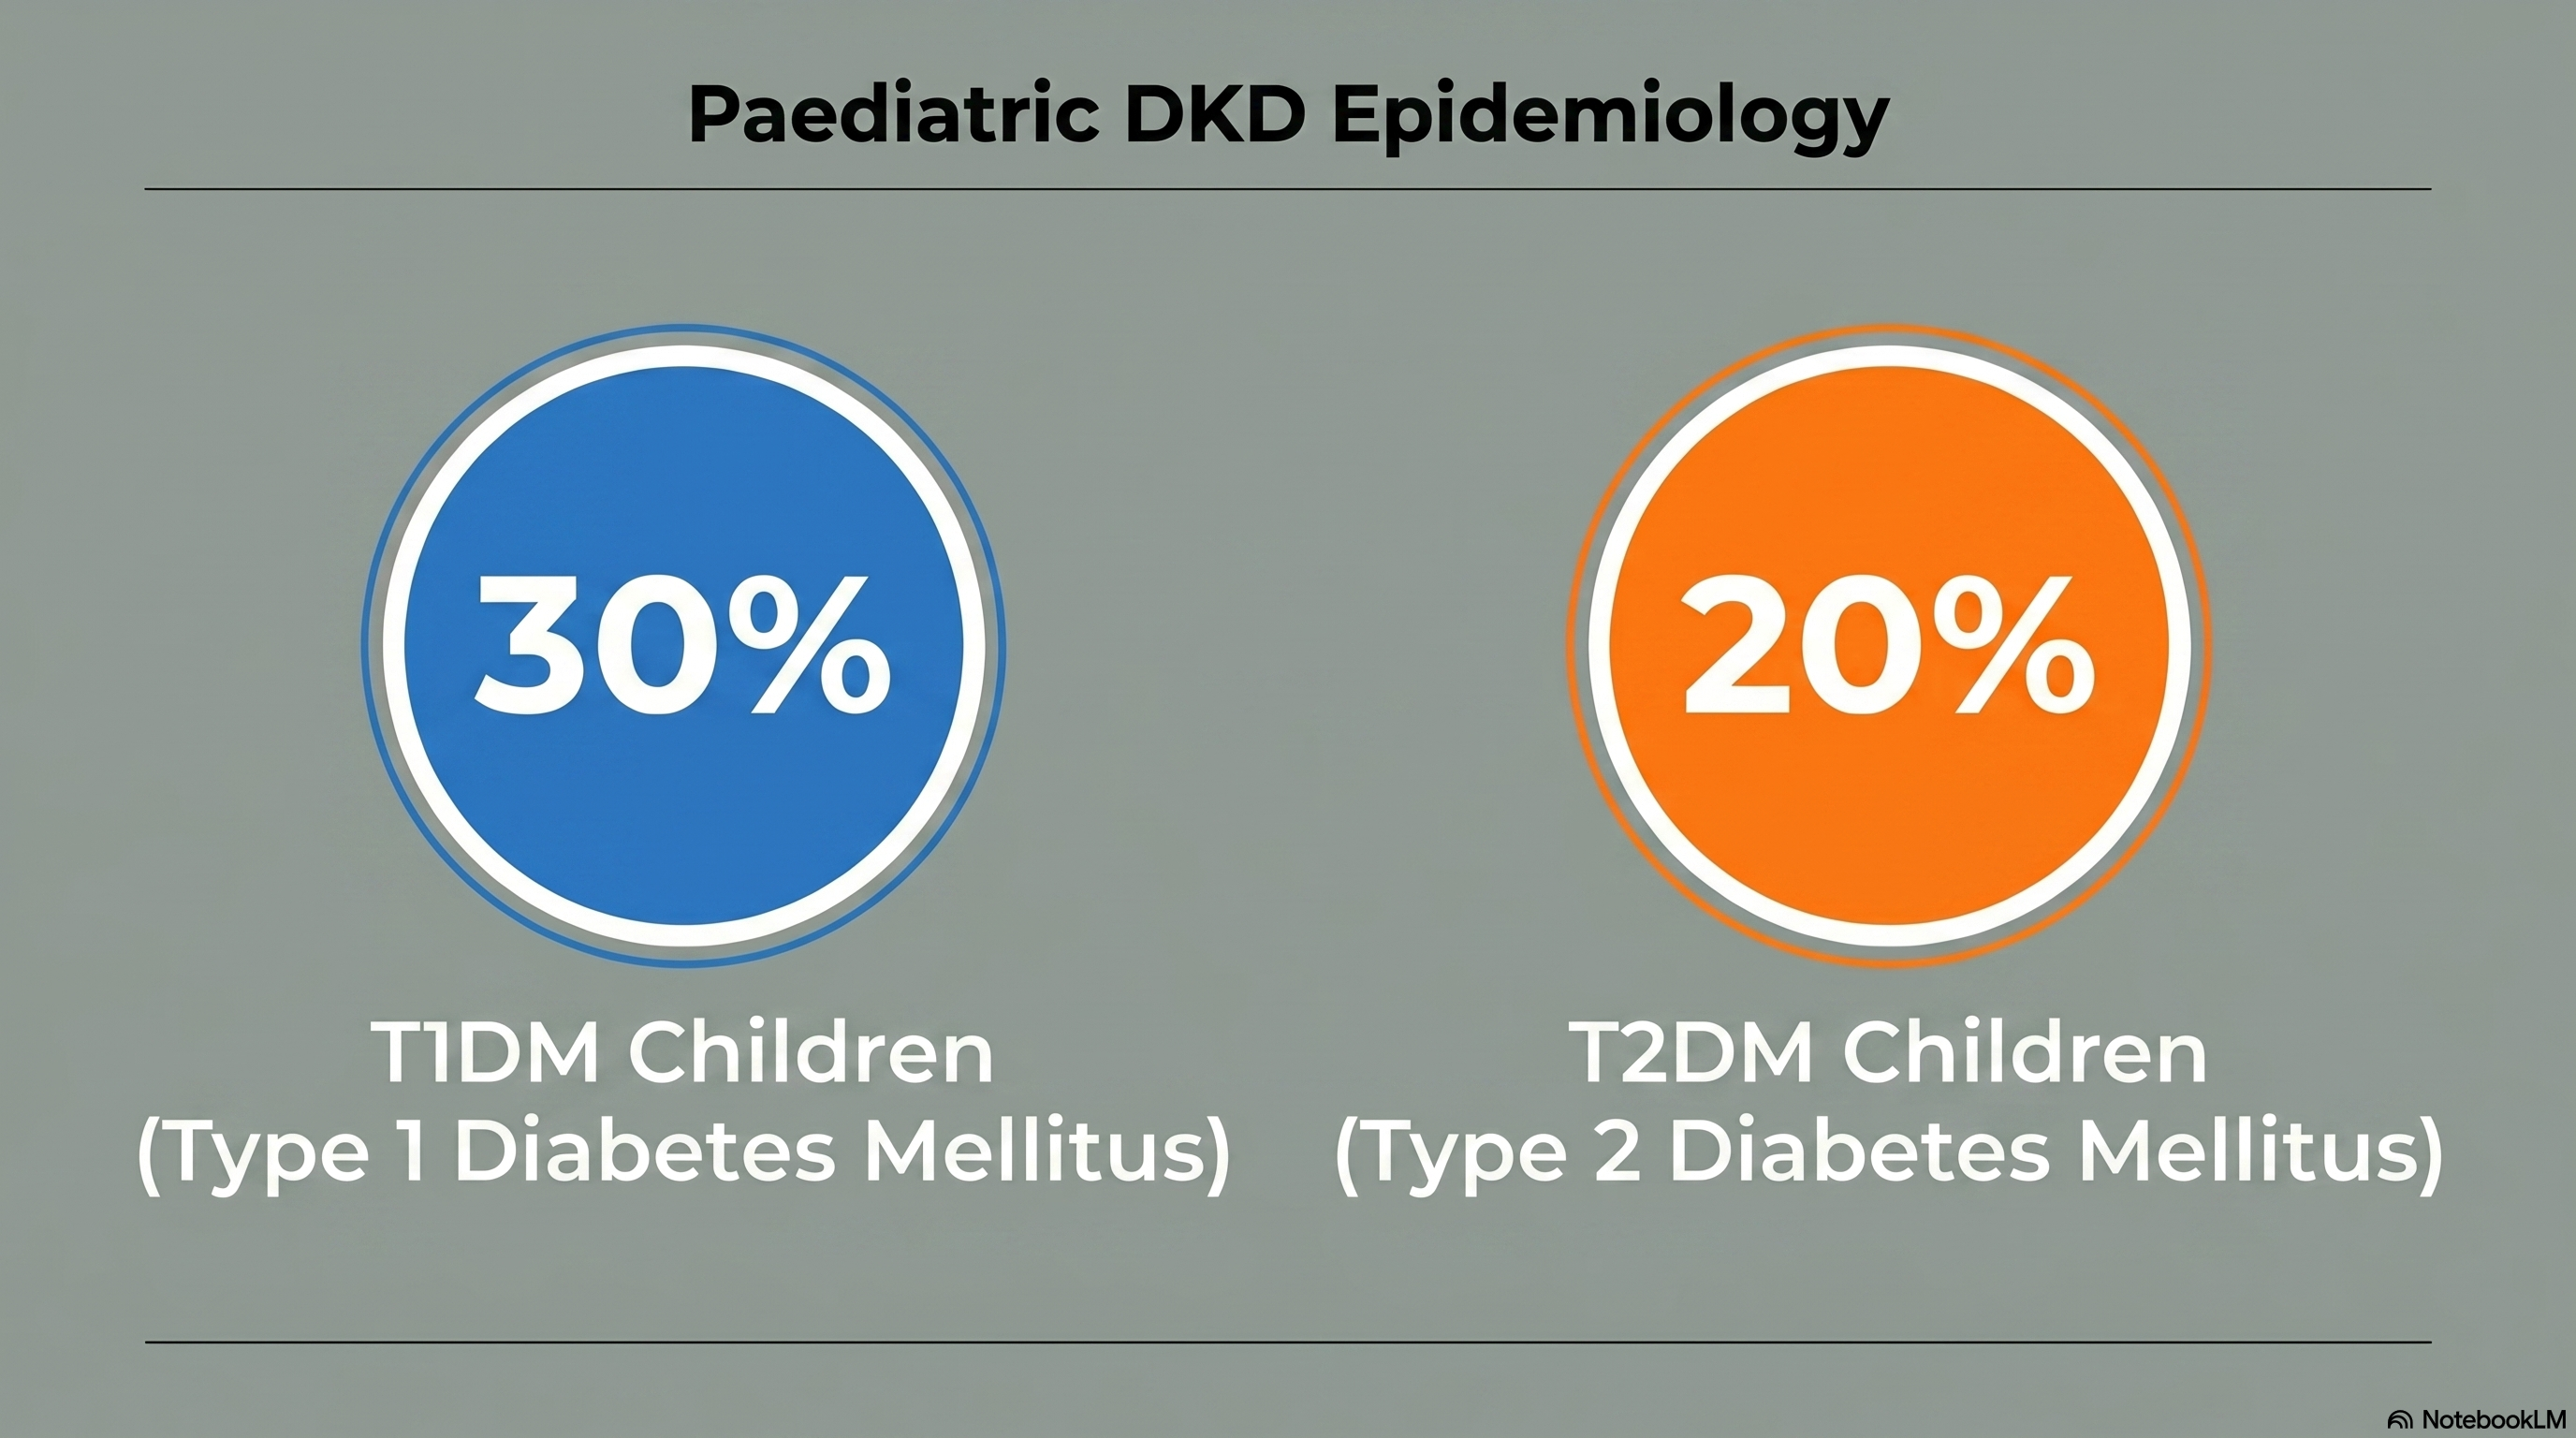 Paediatric DKD Epidemiology
30%
20%
T1DM Children
(Type 1 Diabetes Mellitus)
T2DM Children
(Type 2 Diabetes Mellitus)
NotebookLM